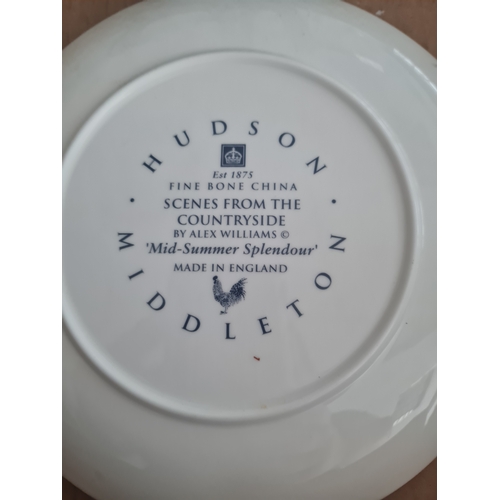 · HUDSON ·
Est 1875
FINE BONE CHINA
SCENES FROM THE
COUNTRYSIDE
BY ALEX WILLIAMS ©
'Mid-Summer Splendour'
MADE IN ENGLAND
MIDDLETON